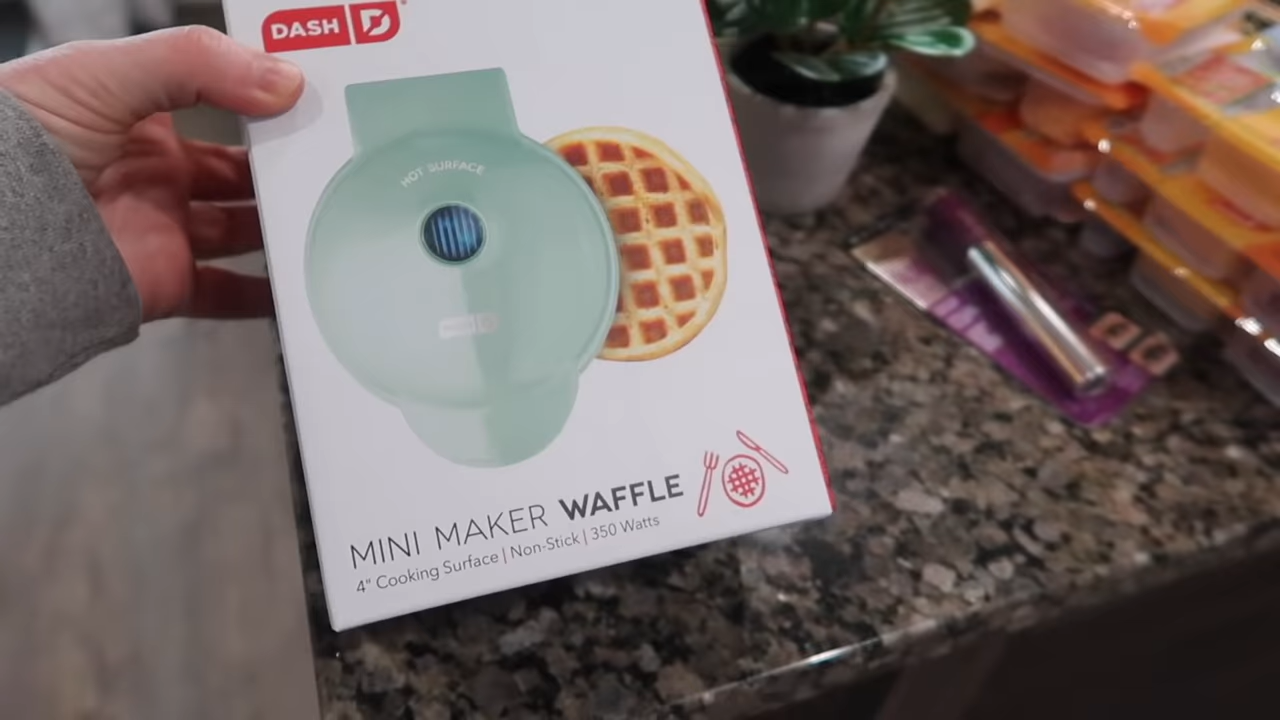 DASH
HOT SURFACE
MINI MAKER WAFFLE
4" Cooking Surface | Non-Stick | 350 Watts